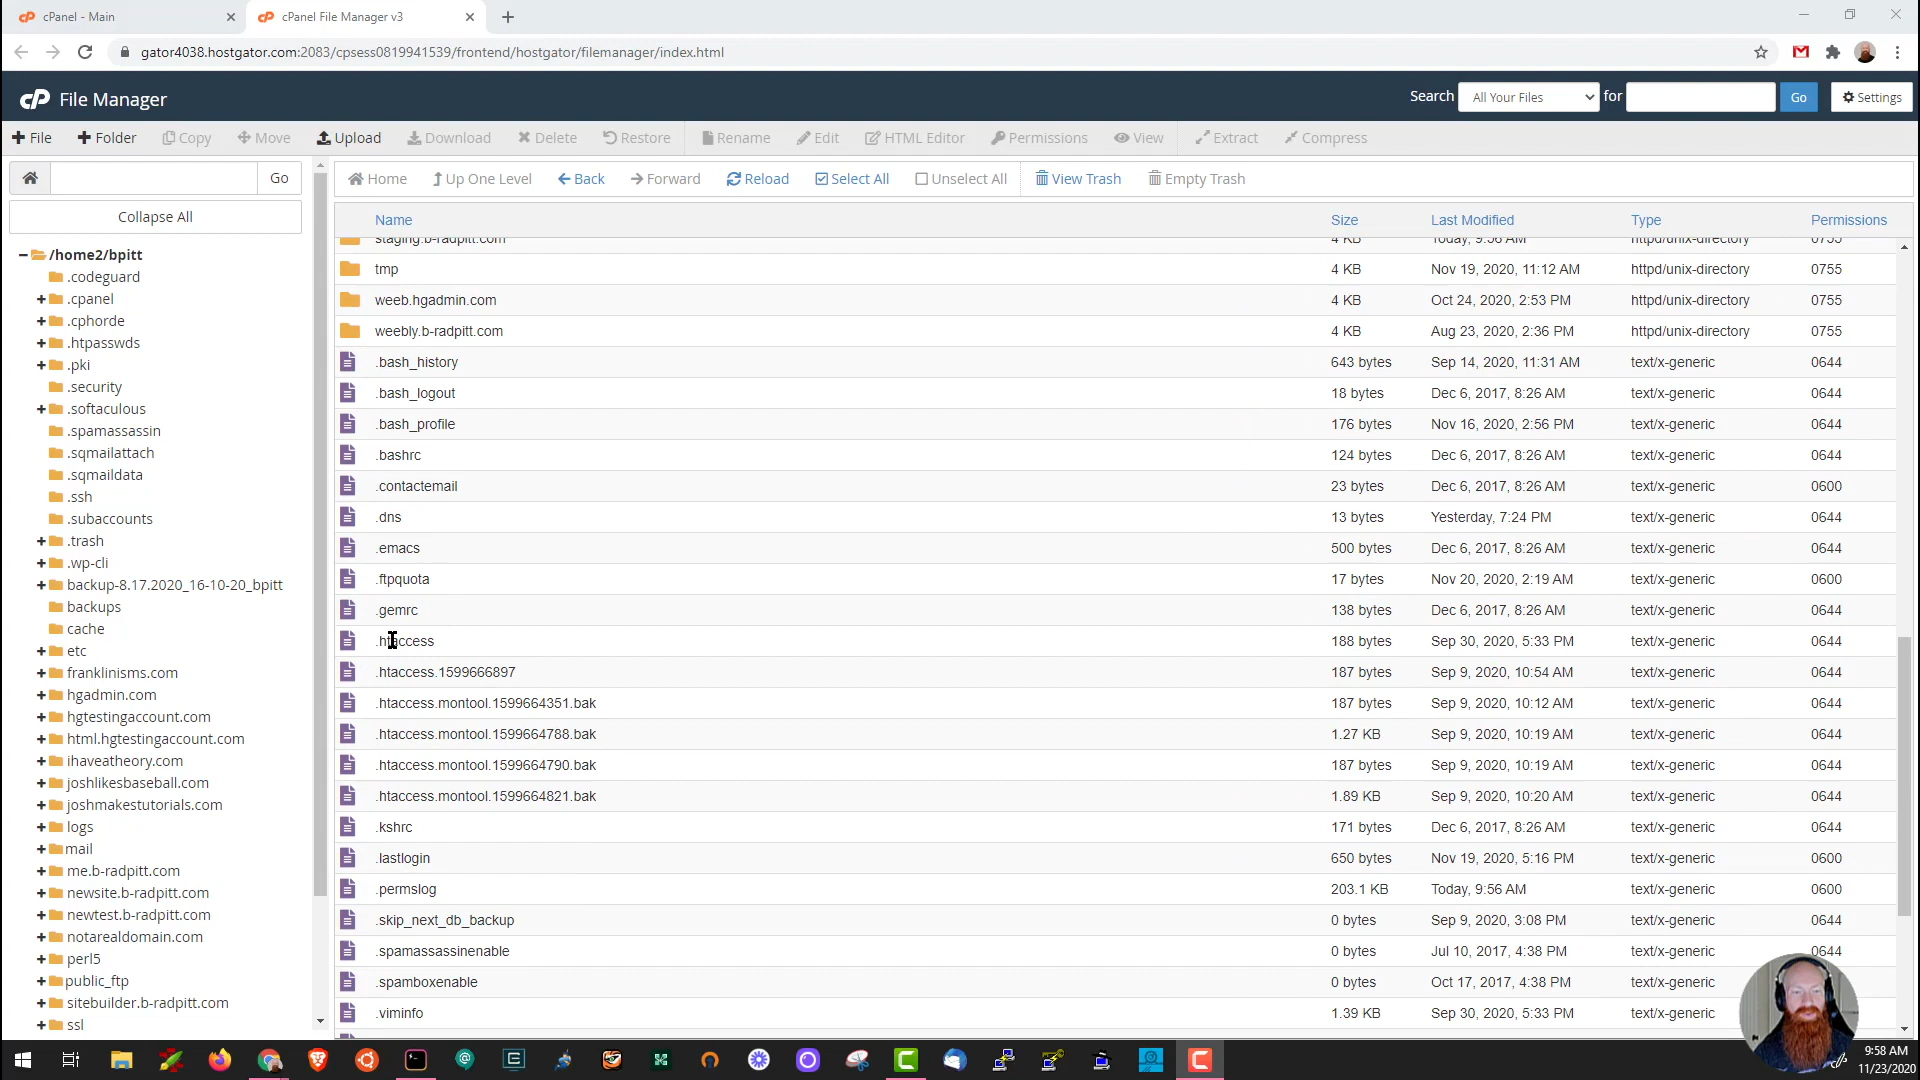 cPanel - Main
cPanel File Manager v3
gator4038.hostgator.com:2083/cpsess0819941539/frontend/hostgator/filemanager/index.html
cP File Manager
Search All Your Files for Go Settings
File Folder Copy Move Upload Download Delete Restore Rename Edit HTML Editor Permissions View Extract Compress
Go
Home Up One Level Back Forward Reload Select All Unselect All View Trash Empty Trash
Collapse All
/home2/bpitt
.codeguard
.cpanel
.cphorde
.htpasswds
.pki
.security
.softaculous
.spamassassin
.sqmailattach
.sqmaildata
.ssh
.subaccounts
.trash
.wp-cli
backup-8.17.2020_16-10-20_bpitt
backups
cache
etc
franklinisms.com
hgadmin.com
hgtestingaccount.com
html.hgtestingaccount.com
ihaveatheory.com
joshlikesbaseball.com
joshmakestutorials.com
logs
mail
me.b-radpitt.com
newsite.b-radpitt.com
newtest.b-radpitt.com
notarealdomain.com
perl5
public_ftp
sitebuilder.b-radpitt.com
ssl
Name Size Last Modified Type Permissions
staging.b-radpitt.com 4 KB Today, 9:56 AM httpd/unix-directory 0755
tmp 4 KB Nov 19, 2020, 11:12 AM httpd/unix-directory 0755
weeb.hgadmin.com 4 KB Oct 24, 2020, 2:53 PM httpd/unix-directory 0755
weebly.b-radpitt.com 4 KB Aug 23, 2020, 2:36 PM httpd/unix-directory 0755
.bash_history 643 bytes Sep 14, 2020, 11:31 AM text/x-generic 0644
.bash_logout 18 bytes Dec 6, 2017, 8:26 AM text/x-generic 0644
.bash_profile 176 bytes Nov 16, 2020, 2:56 PM text/x-generic 0644
.bashrc 124 bytes Dec 6, 2017, 8:26 AM text/x-generic 0644
.contactemail 23 bytes Dec 6, 2017, 8:26 AM text/x-generic 0600
.dns 13 bytes Yesterday, 7:24 PM text/x-generic 0644
.emacs 500 bytes Dec 6, 2017, 8:26 AM text/x-generic 0644
.ftpquota 17 bytes Nov 20, 2020, 2:19 AM text/x-generic 0600
.gemrc 138 bytes Dec 6, 2017, 8:26 AM text/x-generic 0644
.htaccess 188 bytes Sep 30, 2020, 5:33 PM text/x-generic 0644
.htaccess.1599666897 187 bytes Sep 9, 2020, 10:54 AM text/x-generic 0644
.htaccess.montool.1599664351.bak 187 bytes Sep 9, 2020, 10:12 AM text/x-generic 0644
.htaccess.montool.1599664788.bak 1.27 KB Sep 9, 2020, 10:19 AM text/x-generic 0644
.htaccess.montool.1599664790.bak 187 bytes Sep 9, 2020, 10:19 AM text/x-generic 0644
.htaccess.montool.1599664821.bak 1.89 KB Sep 9, 2020, 10:20 AM text/x-generic 0644
.kshrc 171 bytes Dec 6, 2017, 8:26 AM text/x-generic 0644
.lastlogin 650 bytes Nov 19, 2020, 5:16 PM text/x-generic 0600
.permslog 203.1 KB Today, 9:56 AM text/x-generic 0600
.skip_next_db_backup 0 bytes Sep 9, 2020, 3:08 PM text/x-generic 0644
.spamassassinenable 0 bytes Jul 10, 2017, 4:38 PM text/x-generic 0644
.spamboxenable 0 bytes Oct 17, 2017, 4:38 PM text/x-generic
.viminfo 1.39 KB Sep 30, 2020, 5:33 PM text/x-generic
9:58 AM
11/23/2020